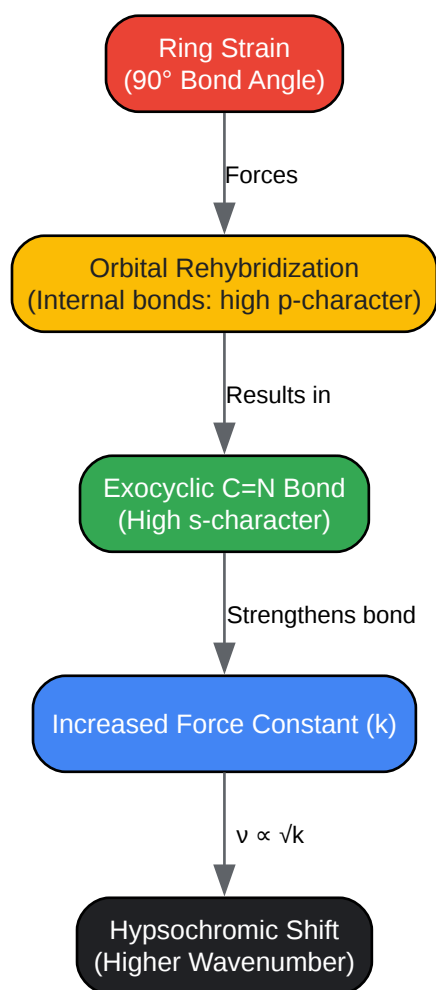 Ring Strain
(90° Bond Angle)
Forces
Orbital Rehybridization
(Internal bonds: high p-character)
Results in
Exocyclic C=N Bond
(High s-character)
Strengthens bond
Increased Force Constant (k)
ν ∝ √k
Hypsochromic Shift
(Higher Wavenumber)